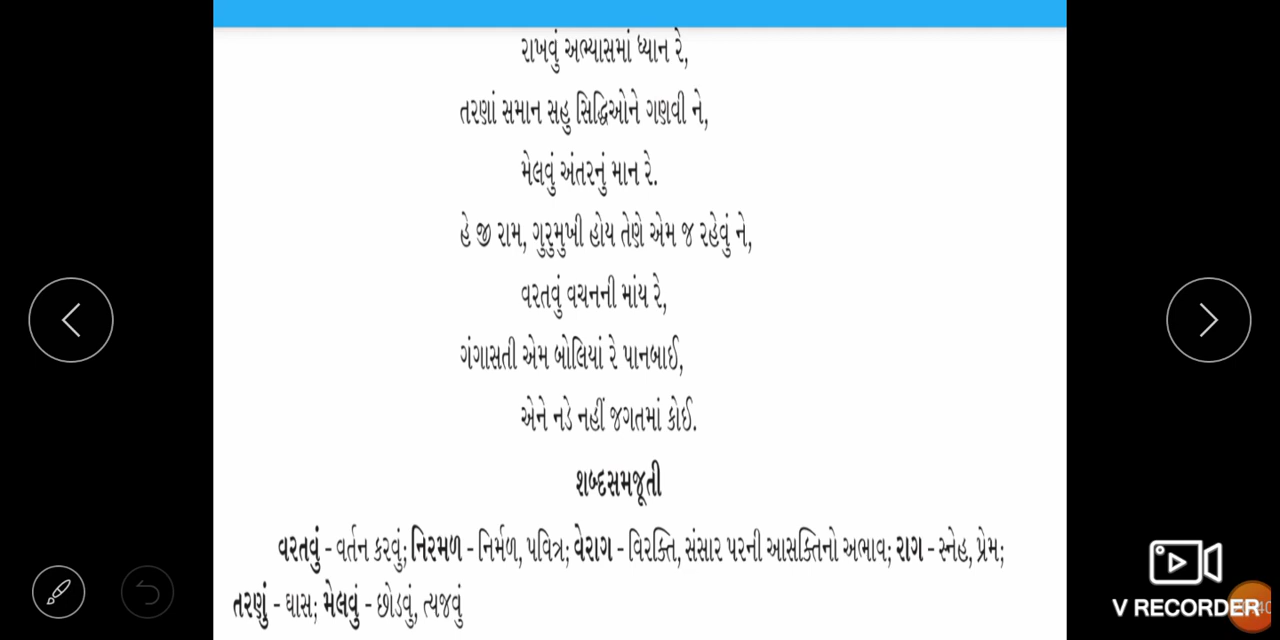 રાખવું અભ્યાસમાં ધ્યાન રે,
તરણાં સમાન સહુ સિદ્ધિઓને ગણવી ને,
મેલવું અંતરનું માન રે.
હે જી રામ, ગુરુમુખી હોય તેણે એમ જ રહેવું ને,
વરતવું વચનની માંય રે,
ગંગાસતી એમ બોલિયાં રે પાનબાઈ,
એને નડે નહીં જગતમાં કોઈ.
શબ્દસમજૂતી
વરતવું - વર્તન કરવું; નિરમળ - નિર્મળ, પવિત્ર; વેરાગ - વિરક્તિ, સંસાર પરની આસક્તિનો અભાવ; રાગ - સ્નેહ, પ્રેમ;
તરણું - ઘાસ; મેલવું - છોડવું, ત્યજવું
V RECORDER